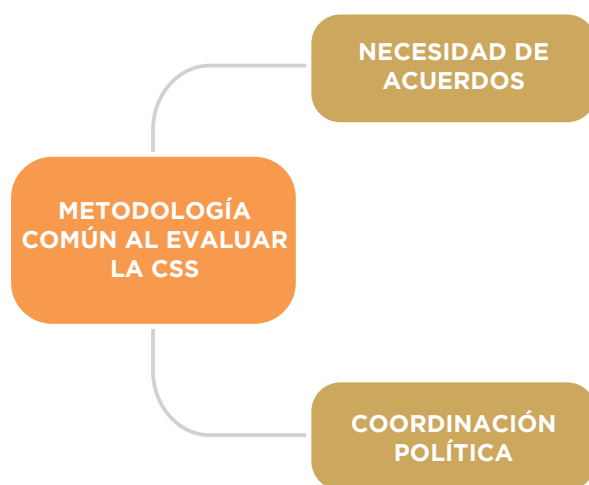 NECESIDAD DE
ACUERDOS
METODOLOGÍA
COMÚN AL EVALUAR
LA CSS
COORDINACIÓN
POLÍTICA